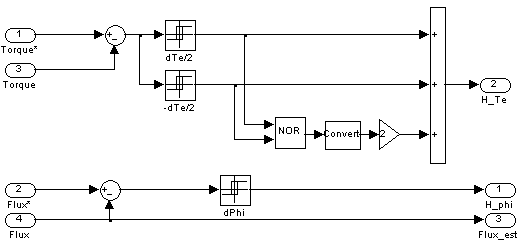 1
Torque*
3
Torque
+
-
dTe/2
-dTe/2
NOR
Convert
2
+
+
+
2
H_Te
2
Flux*
4
Flux
+
-
dPhi
1
H_phi
3
Flux_est